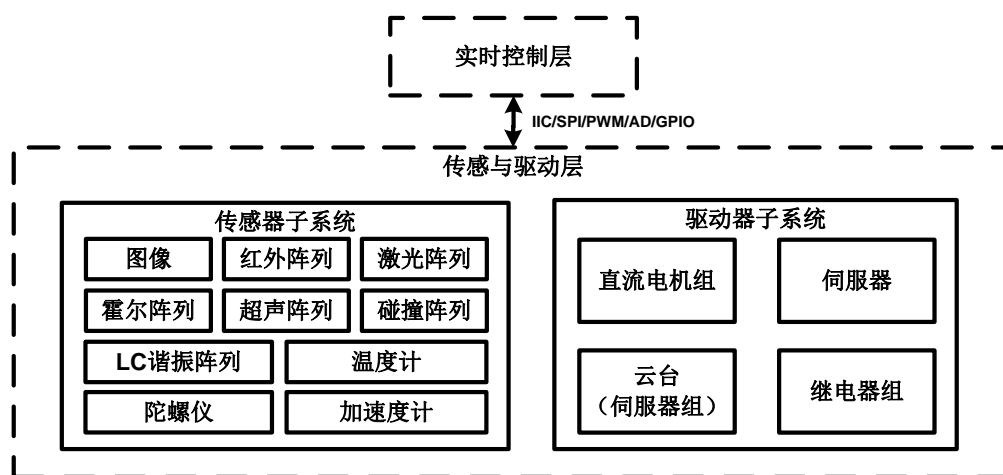 实时控制层
IIC/SPI/PWM/AD/GPIO
传感与驱动层
传感器子系统
图像
红外阵列
激光阵列
霍尔阵列
超声阵列
碰撞阵列
LC谐振阵列
温度计
陀螺仪
加速度计
驱动器子系统
直流电机组
伺服器
云台
（伺服器组）
继电器组